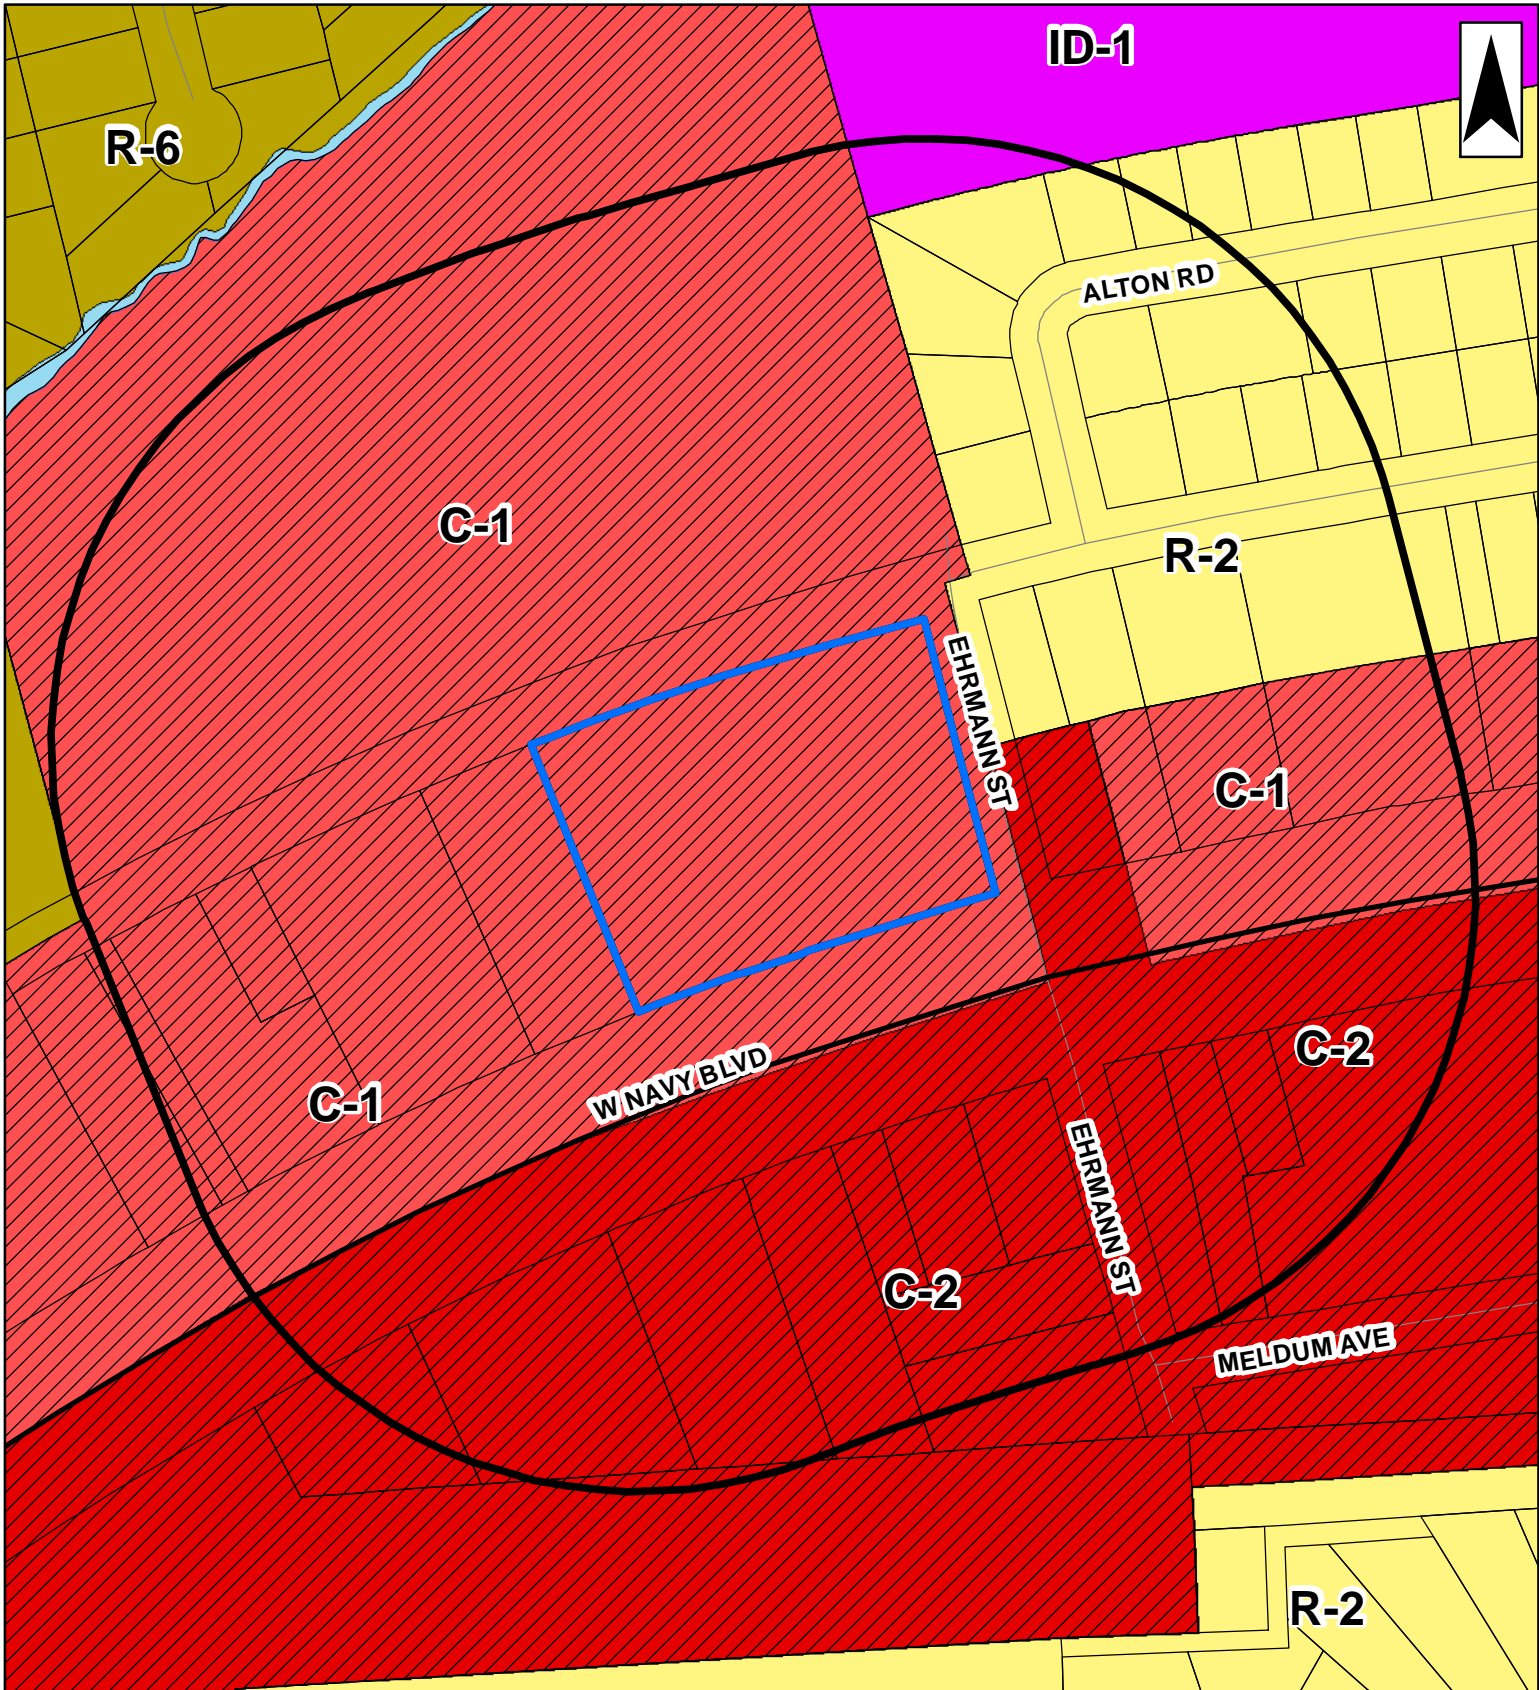 ID-1
R-6
ALTON RD
C-1
R-2
EHRMANN ST
C-1
C-2
W NAVY BLVD
C-1
EHRMANN ST
C-2
MELDUM AVE
R-2